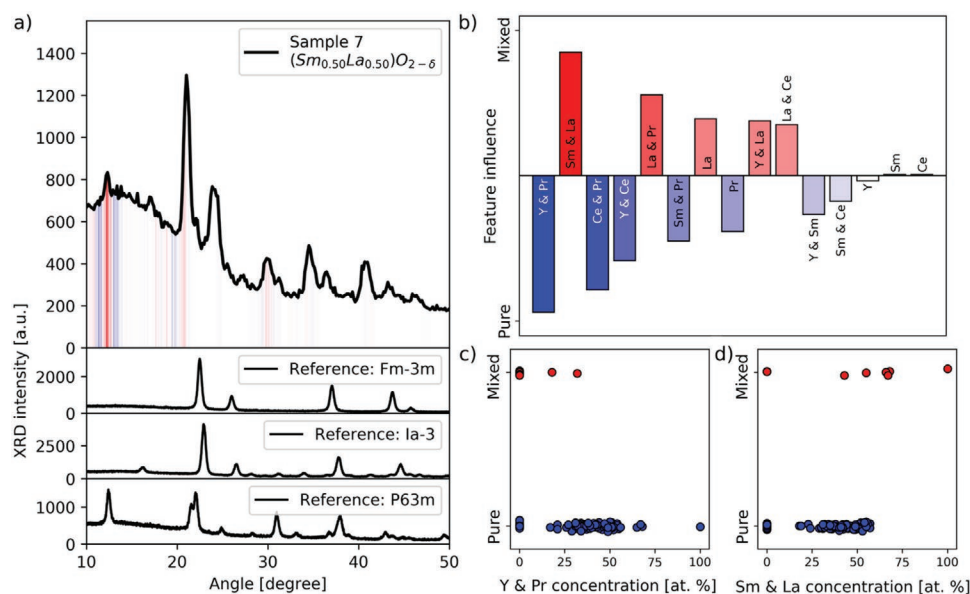 a)
Sample 7
(Sm0.50La0.50)O2−δ
1400
1200
1000
800
600
400
200
0
Reference: Fm-3m
2000
0
Reference: Ia-3
2500
0
Reference: P63m
1000
0
10 20 30 40 50
Angle [degree]
XRD intensity [a.u.]
b)
Mixed
Feature influence
Pure
Y & Pr
Sm & La
Ce & Pr
Y & Ce
La & Pr
Sm & Pr
La
Pr
Y & La
La & Ce
Y & Sm
Sm & Ce
Y
Sm
Ce
c)
Mixed
Pure
0 25 50 75 100
Y & Pr concentration [at. %]
d)
Mixed
Pure
0 25 50 75 100
Sm & La concentration [at. %]